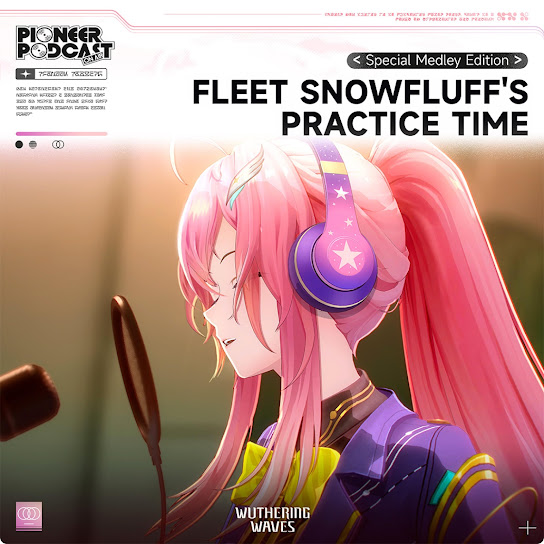 PIONEER
PODCAST
< Special Medley Edition >
FLEET SNOWFLUFF'S
PRACTICE TIME
WUTHERING
WAVES